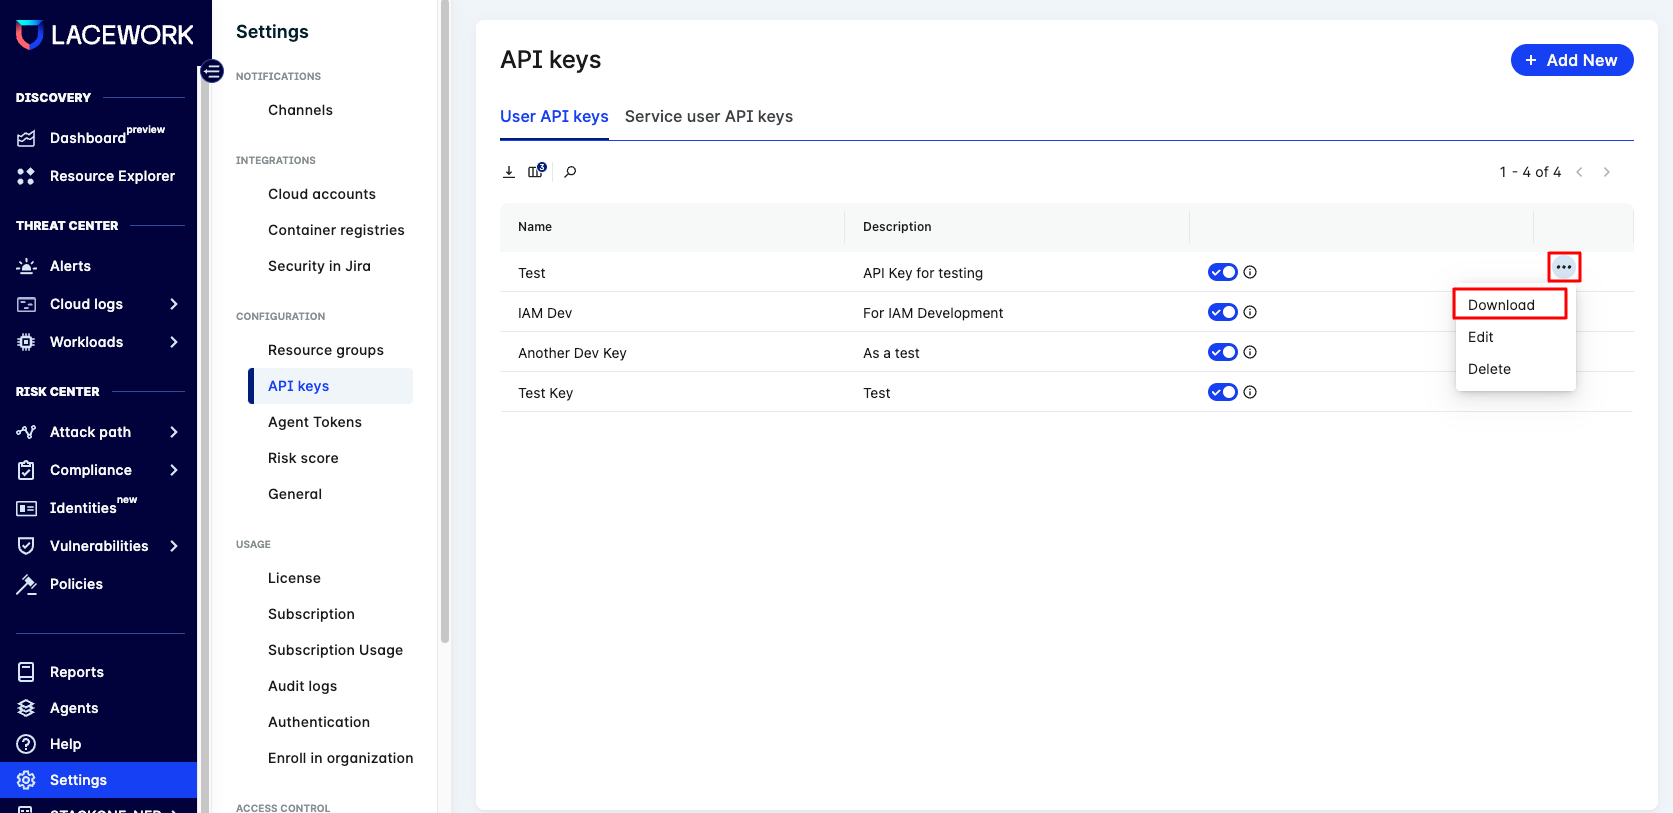 LACEWORK
DISCOVERY
Dashboard preview
Resource Explorer
THREAT CENTER
Alerts
Cloud logs
Workloads
RISK CENTER
Attack path
Compliance
Identities new
Vulnerabilities
Policies
Reports
Agents
Help
Settings
Settings
NOTIFICATIONS
Channels
INTEGRATIONS
Cloud accounts
Container registries
Security in Jira
CONFIGURATION
Resource groups
API keys
Agent Tokens
Risk score
General
USAGE
License
Subscription
Subscription Usage
Audit logs
Authentication
Enroll in organization
ACCESS CONTROL
API keys
+ Add New
User API keys Service user API keys
3
1 - 4 of 4
Name Description
Test API Key for testing
IAM Dev For IAM Development
Another Dev Key As a test
Test Key Test
Download
Edit
Delete